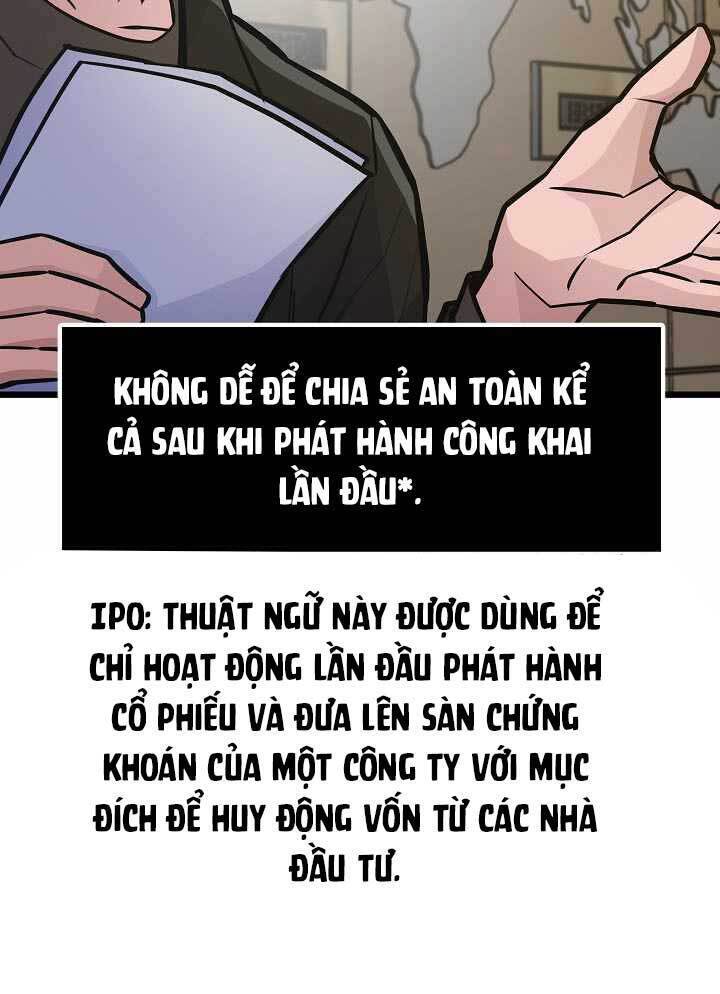 KHÔNG DỄ ĐỂ CHIA SẺ AN TOÀN KỂ
CẢ SAU KHI PHÁT HÀNH CÔNG KHAI
LẦN ĐẦU*.
IPO: THUẬT NGỮ NÀY ĐƯỢC DÙNG ĐỂ
CHỈ HOẠT ĐỘNG LẦN ĐẦU PHÁT HÀNH
CỔ PHIẾU VÀ ĐƯA LÊN SÀN CHỨNG
KHOÁN CỦA MỘT CÔNG TY VỚI MỤC
ĐÍCH ĐỂ HUY ĐỘNG VỐN TỪ CÁC NHÀ
ĐẦU TƯ.